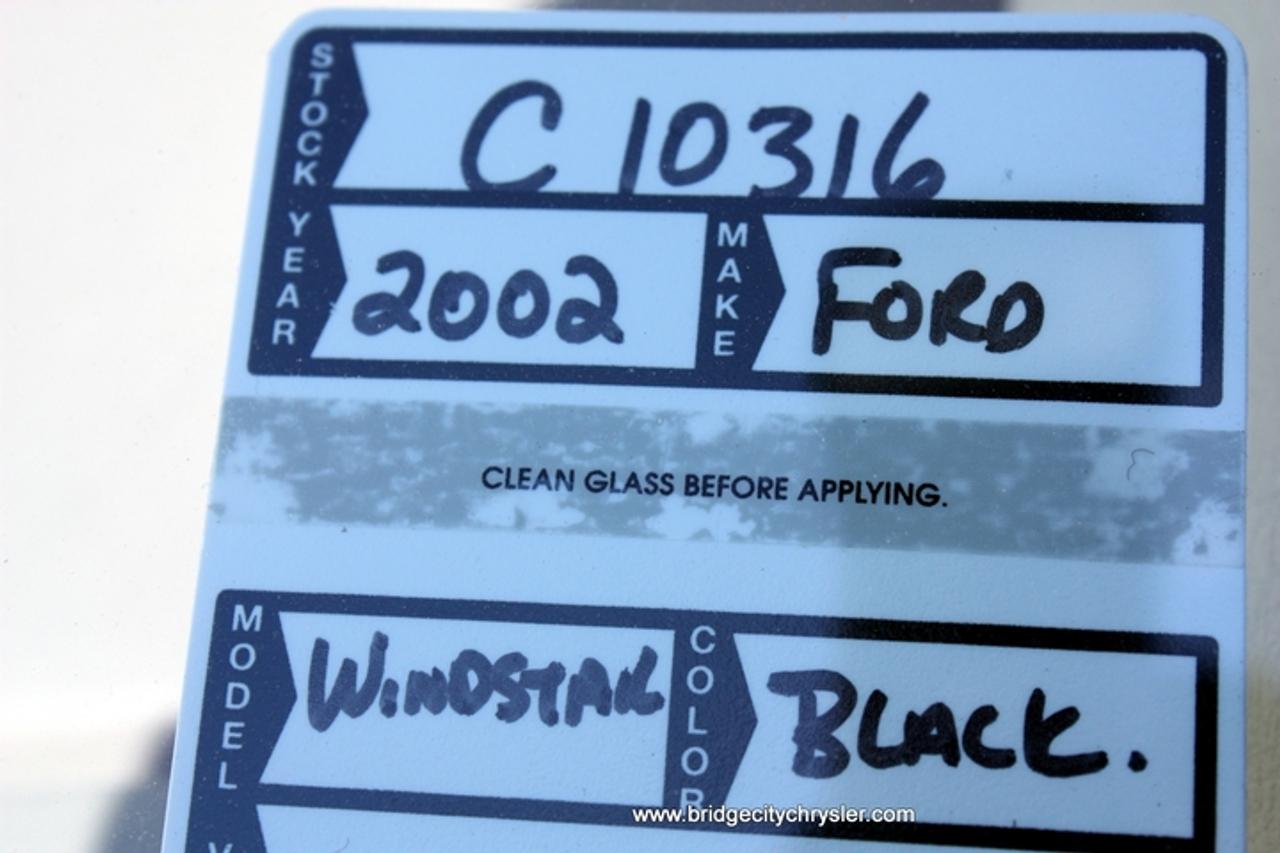 STOCK C 10316
YEAR 2002 MAKE FORD
CLEAN GLASS BEFORE APPLYING.
MODEL WINDSTAR COLOR BLACK.
V
www.bridgecitychrysler.com